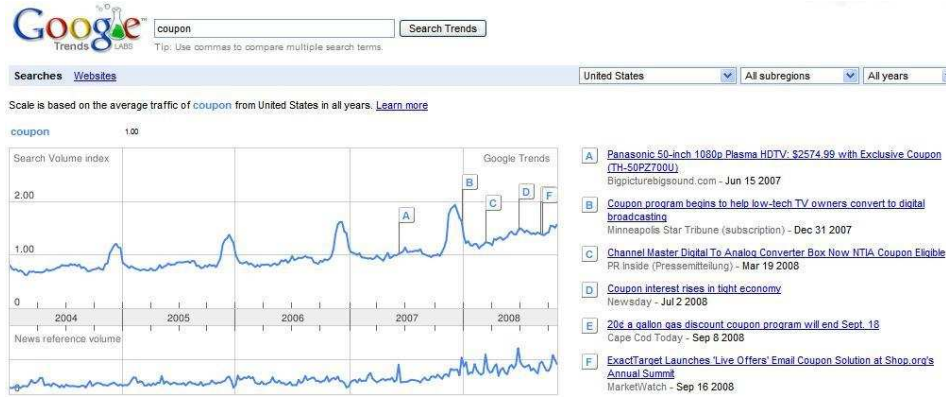 Google
Trends LABS
coupon
Search Trends
Tip: Use commas to compare multiple search terms.
Searches Websites
United States All subregions All years
Scale is based on the average traffic of coupon from United States in all years. Learn more
coupon 1.00
Search Volume index Google Trends
2.00
1.00
0
A
B
C
D
F
2004 2005 2006 2007 2008
News reference volume
0
A Panasonic 50-inch 1080p Plasma HDTV: $2574.99 with Exclusive Coupon
(TH-50PZ700U)
Bigpicturebigsound.com - Jun 15 2007
B Coupon program begins to help low-tech TV owners convert to digital
broadcasting
Minneapolis Star Tribune (subscription) - Dec 31 2007
C Channel Master Digital To Analog Converter Box Now NTIA Coupon Eligible
PR Inside (Pressemitteilung) - Mar 19 2008
D Coupon interest rises in tight economy
Newsday - Jul 2 2008
E 20¢ a gallon gas discount coupon program will end Sept. 18
Cape Cod Today - Sep 8 2008
F ExactTarget Launches 'Live Offers' Email Coupon Solution at Shop.org's
Annual Summit
MarketWatch - Sep 16 2008